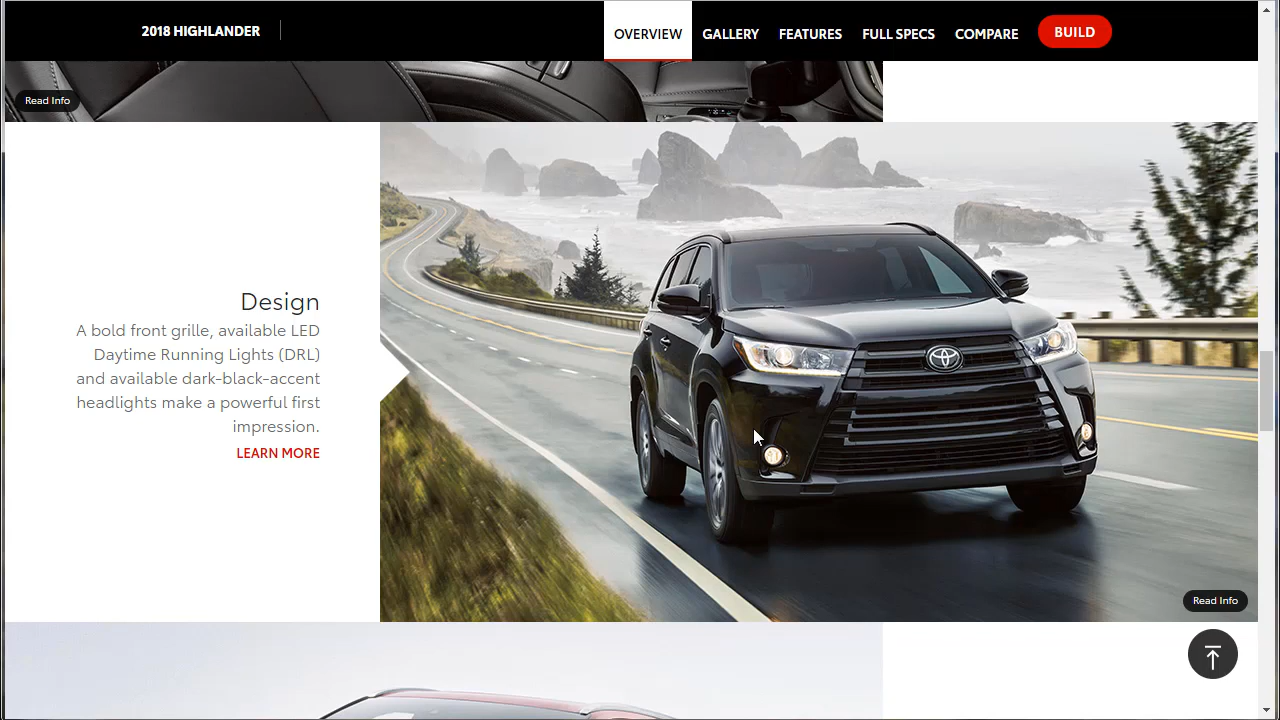 2018 HIGHLANDER
OVERVIEW
GALLERY
FEATURES
FULL SPECS
COMPARE
BUILD
Read Info
Design
A bold front grille, available LED
Daytime Running Lights (DRL)
and available dark-black-accent
headlights make a powerful first
impression.
LEARN MORE
Read Info